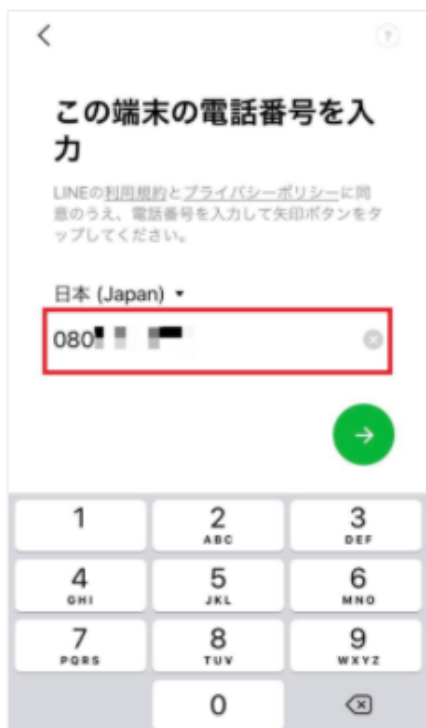 ?
この端末の電話番号を入
力
LINEの利用規約とプライバシーポリシーに同
意のうえ、電話番号を入力して矢印ボタンをタ
ップしてください。
日本 (Japan)
080
1 2 3
ABC DEF
4 5 6
GHI JKL MNO
7 8 9
PQRS TUV WXYZ
0